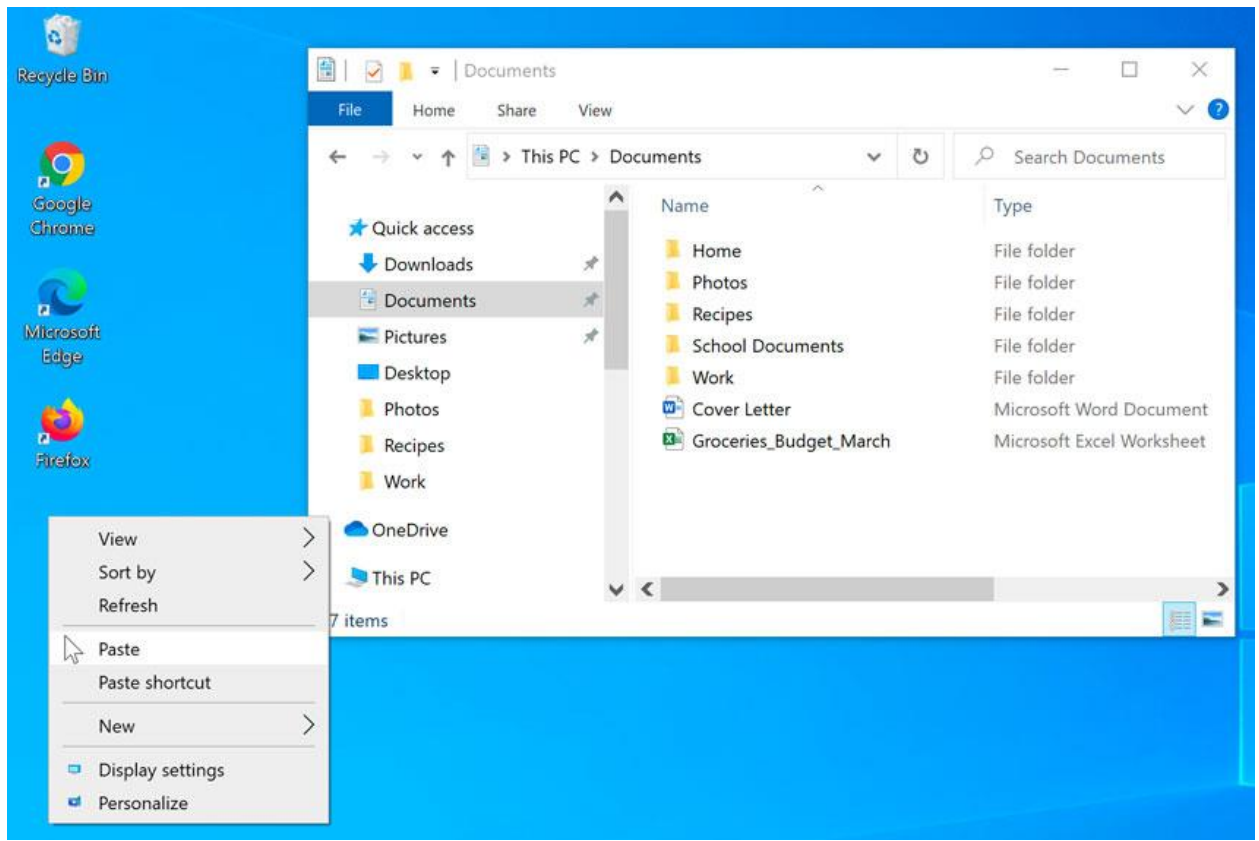 Recycle Bin
Google
Chrome
Microsoft
Edge
Firefox
Documents
File Home Share View
This PC > Documents
Search Documents
Quick access
Downloads
Documents
Pictures
Desktop
Photos
Recipes
Work
OneDrive
This PC
Name Type
Home File folder
Photos File folder
Recipes File folder
School Documents File folder
Work File folder
Cover Letter Microsoft Word Document
Groceries_Budget_March Microsoft Excel Worksheet
7 items
View
Sort by
Refresh
Paste
Paste shortcut
New
Display settings
Personalize